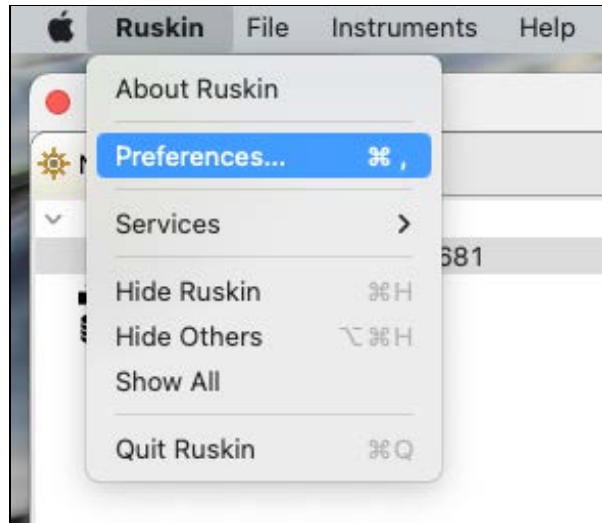 Ruskin File Instruments Help
About Ruskin
Preferences... ⌘ ,
Services
681
Hide Ruskin ⌘H
Hide Others ⌥⌘H
Show All
Quit Ruskin ⌘Q